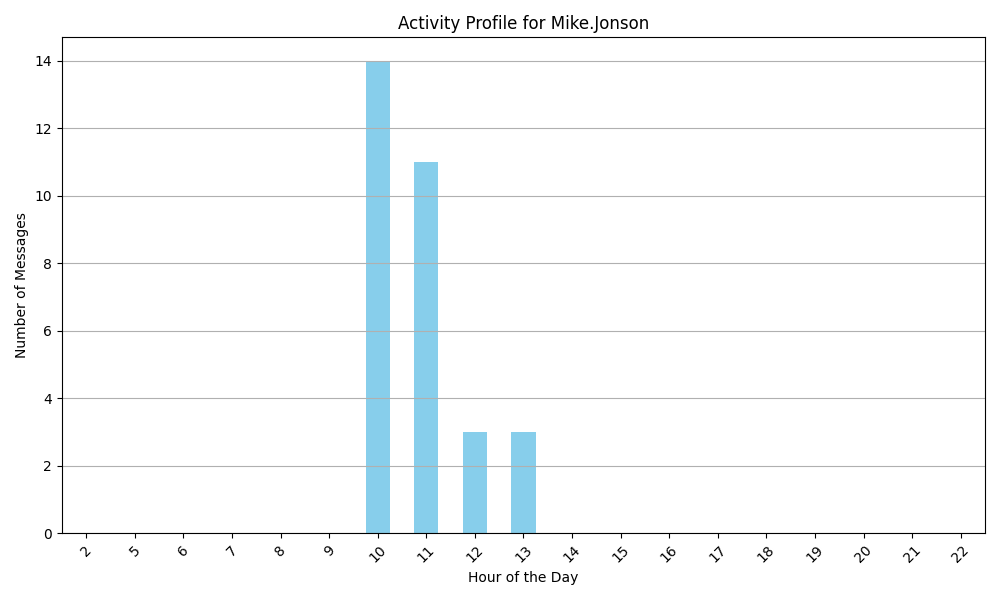 Activity Profile for Mike.Jonson
14
12
10
8
6
4
2
0
Number of Messages
2 5 6 7 8 9 10 11 12 13 14 15 16 17 18 19 20 21 22
Hour of the Day